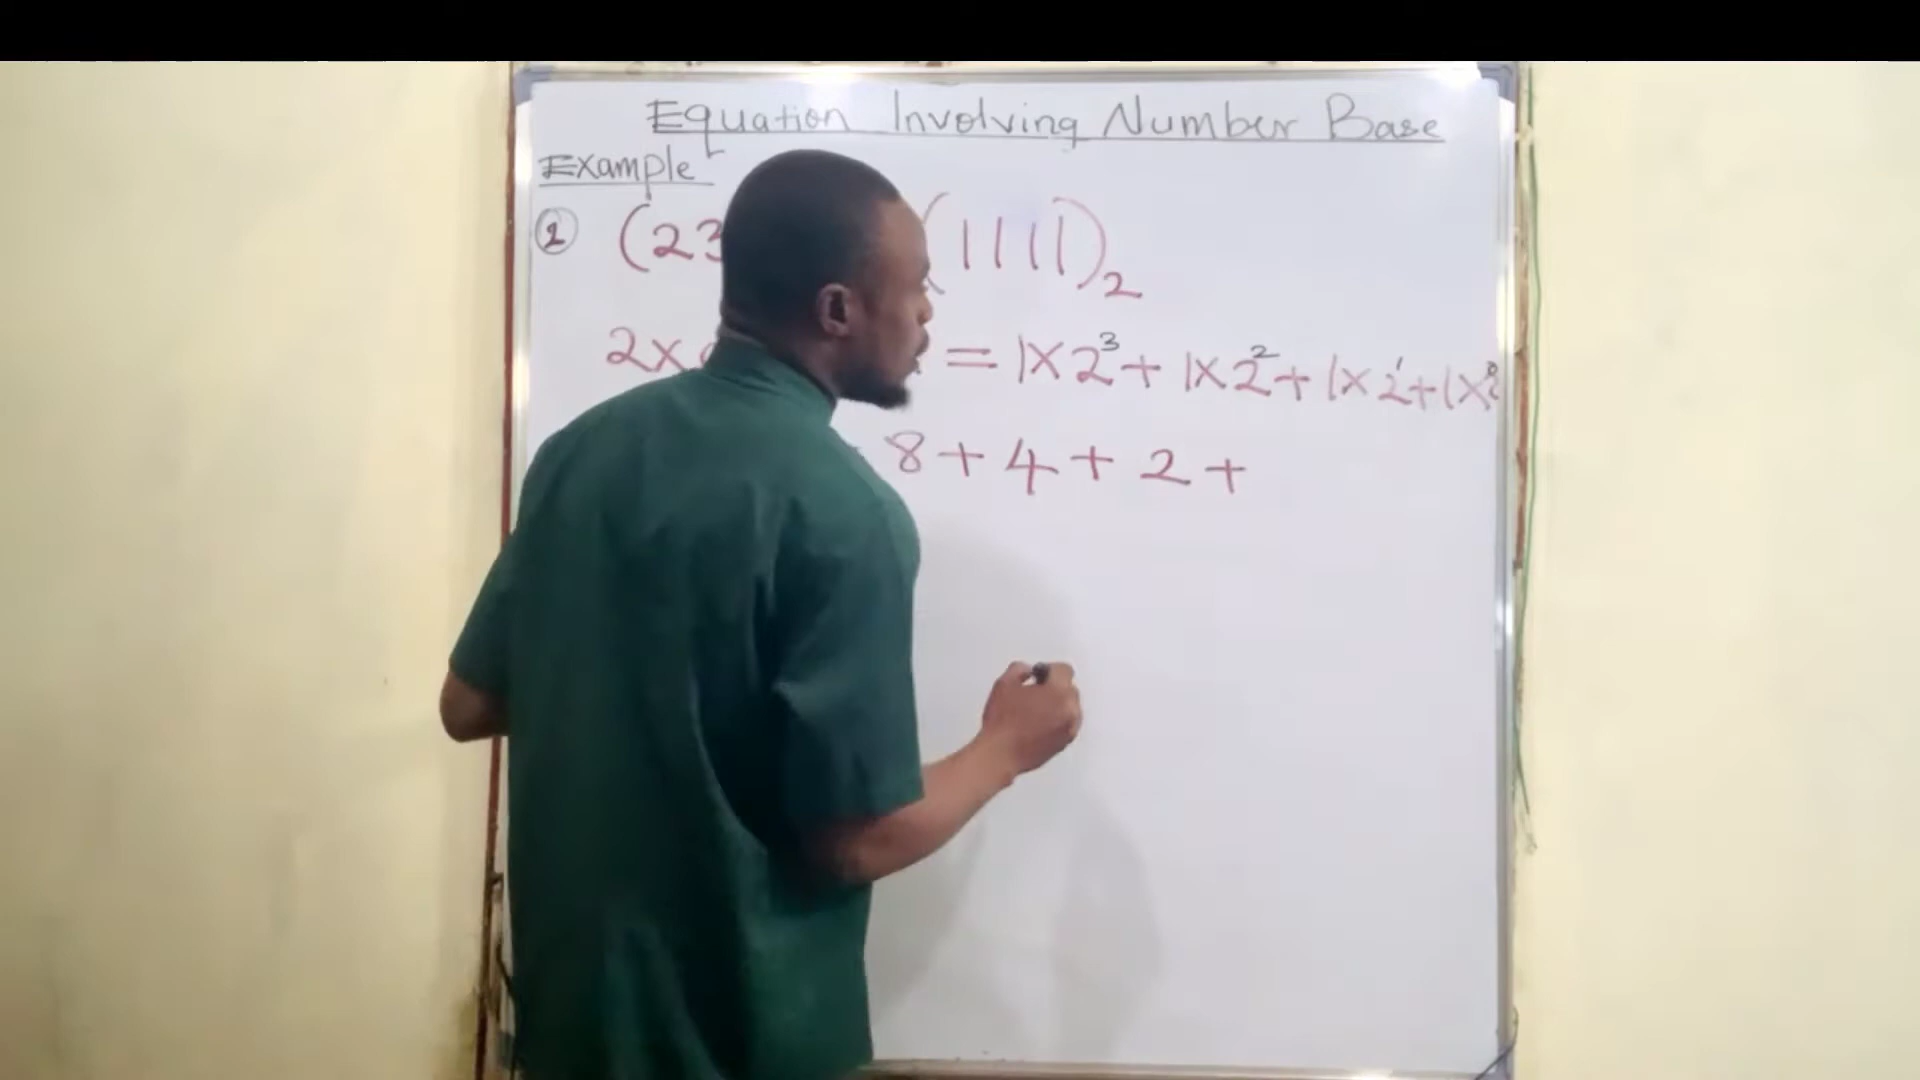 Equation Involving Number Base
Example
② (23 (1111)₂
2x = 1×2³ + 1×2² + 1×2¹ + 1×2⁰
8 + 4 + 2 +